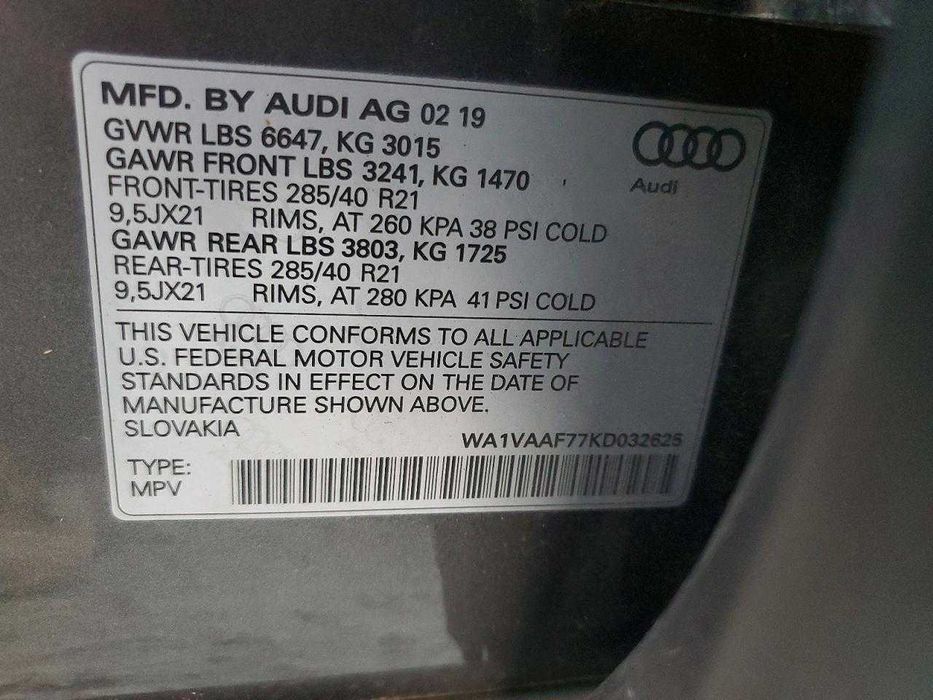 MFD. BY AUDI AG 02 19
GVWR LBS 6647, KG 3015
GAWR FRONT LBS 3241, KG 1470
FRONT-TIRES 285/40 R21
9,5JX21 RIMS, AT 260 KPA 38 PSI COLD
GAWR REAR LBS 3803, KG 1725
REAR-TIRES 285/40 R21
9,5JX21 RIMS, AT 280 KPA 41 PSI COLD
Audi
THIS VEHICLE CONFORMS TO ALL APPLICABLE
U.S. FEDERAL MOTOR VEHICLE SAFETY
STANDARDS IN EFFECT ON THE DATE OF
MANUFACTURE SHOWN ABOVE.
SLOVAKIA
WA1VAAF77KD032625
TYPE:
MPV